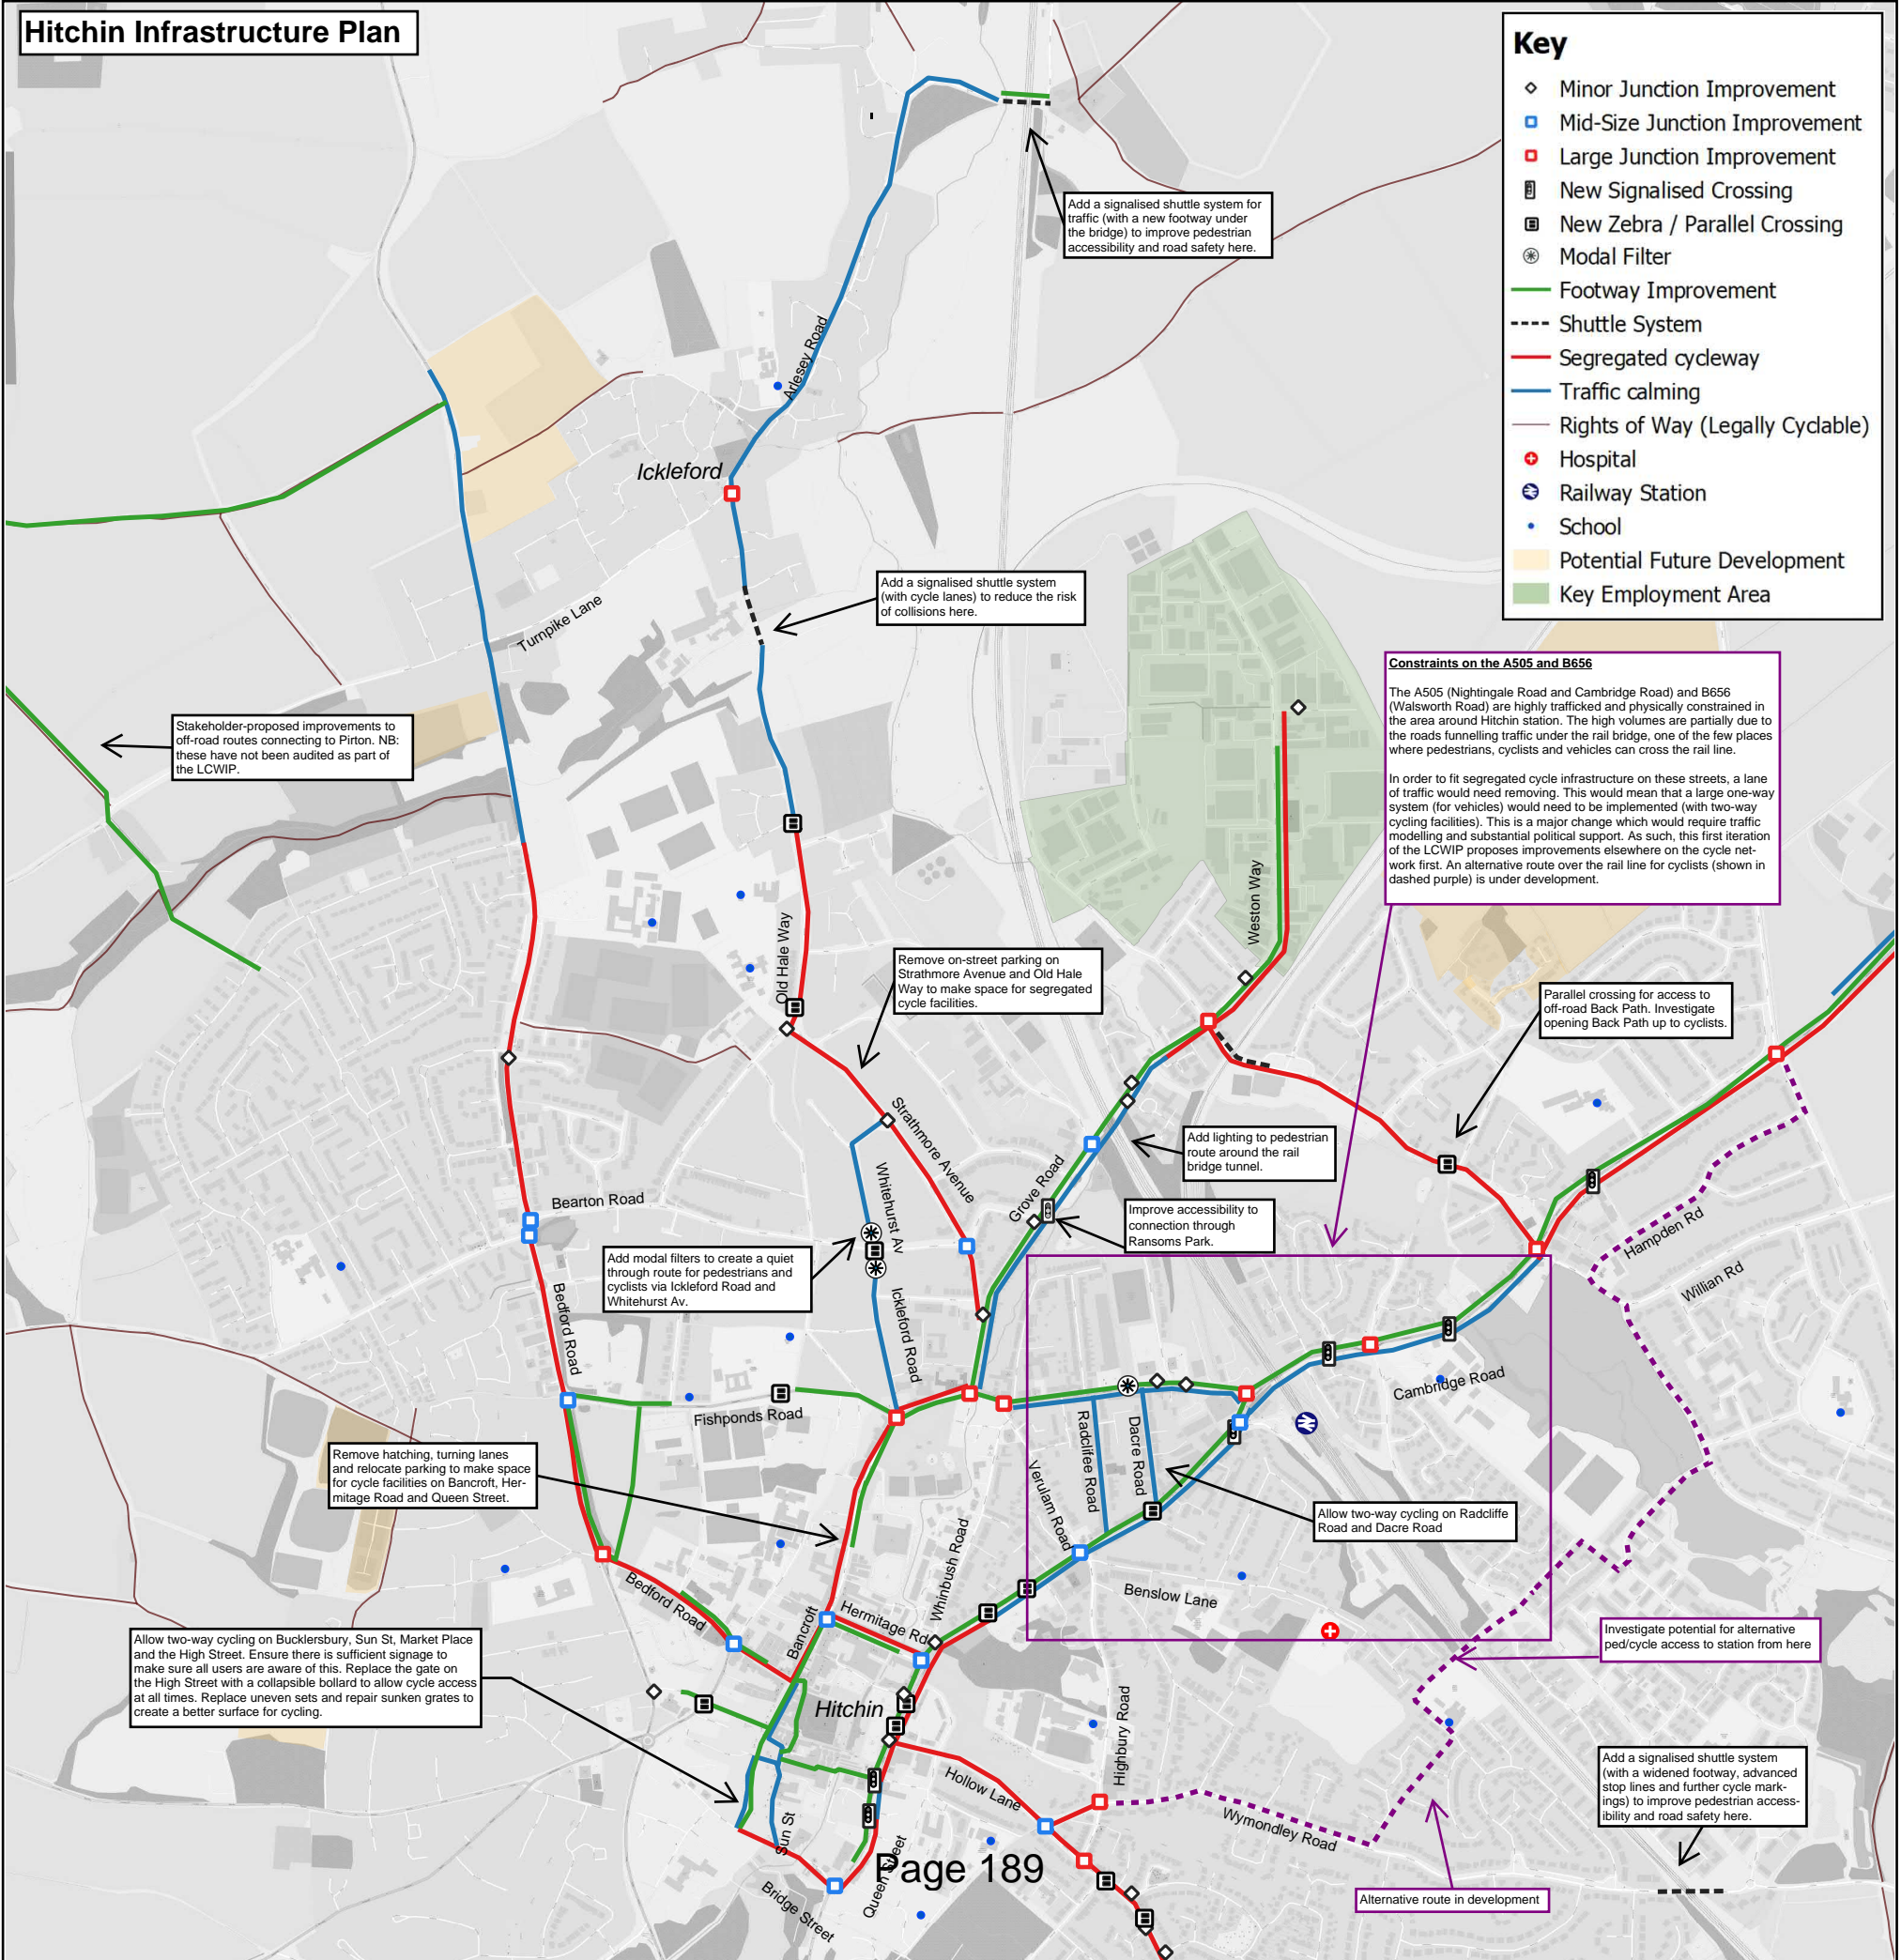 Hitchin Infrastructure Plan
Key
Minor Junction Improvement
Mid-Size Junction Improvement
Large Junction Improvement
New Signalised Crossing
New Zebra / Parallel Crossing
Modal Filter
Footway Improvement
Shuttle System
Segregated cycleway
Traffic calming
Rights of Way (Legally Cyclable)
Hospital
Railway Station
School
Potential Future Development
Key Employment Area
Add a signalised shuttle system for
traffic (with a new footway under
the bridge) to improve pedestrian
accessibility and road safety here.
Arlesey Road
Ickleford
Add a signalised shuttle system
(with cycle lanes) to reduce the risk
of collisions here.
Turnpike Lane
Constraints on the A505 and B656
The A505 (Nightingale Road and Cambridge Road) and B656
(Walsworth Road) are highly trafficked and physically constrained in
the area around Hitchin station. The high volumes are partially due to
the roads funnelling traffic under the rail bridge, one of the few places
where pedestrians, cyclists and vehicles can cross the rail line.
In order to fit segregated cycle infrastructure on these streets, a lane
of traffic would need removing. This would mean that a large one-way
system (for vehicles) would need to be implemented (with two-way
cycling facilities). This is a major change which would require traffic
modelling and substantial political support. As such, this first iteration
of the LCWIP proposes improvements elsewhere on the cycle net-
work first. An alternative route over the rail line for cyclists (shown in
dashed purple) is under development.
Stakeholder-proposed improvements to
off-road routes connecting to Pirton. NB:
these have not been audited as part of
the LCWIP.
Weston Way
Old Hale Way
Remove on-street parking on
Strathmore Avenue and Old Hale
Way to make space for segregated
cycle facilities.
Parallel crossing for access to
off-road Back Path. Investigate
opening Back Path up to cyclists.
Strathmore Avenue
Add lighting to pedestrian
route around the rail
bridge tunnel.
Whitehurst Av
Grove Road
Bearton Road
Improve accessibility to
connection through
Ransoms Park.
Hampden Rd
Willian Rd
Add modal filters to create a quiet
through route for pedestrians and
cyclists via Ickleford Road and
Whitehurst Av.
Bedford Road
Ickleford Road
Cambridge Road
Fishponds Road
Radcliffee Road
Dacre Road
Verulam Road
Remove hatching, turning lanes
and relocate parking to make space
for cycle facilities on Bancroft, Her-
mitage Road and Queen Street.
Allow two-way cycling on Radcliffe
Road and Dacre Road
Whinbush Road
Benslow Lane
Bedford Road
Bancroft
Hermitage Rd
Investigate potential for alternative
ped/cycle access to station from here
Allow two-way cycling on Bucklersbury, Sun St, Market Place
and the High Street. Ensure there is sufficient signage to
make sure all users are aware of this. Replace the gate on
the High Street with a collapsible bollard to allow cycle access
at all times. Replace uneven sets and repair sunken grates to
create a better surface for cycling.
Hitchin
Highbury Road
Hollow Lane
Add a signalised shuttle system
(with a widened footway, advanced
stop lines and further cycle mark-
ings) to improve pedestrian access-
ibility and road safety here.
Wymondley Road
Sun St
Queen Street
Page 189
Bridge Street
Alternative route in development